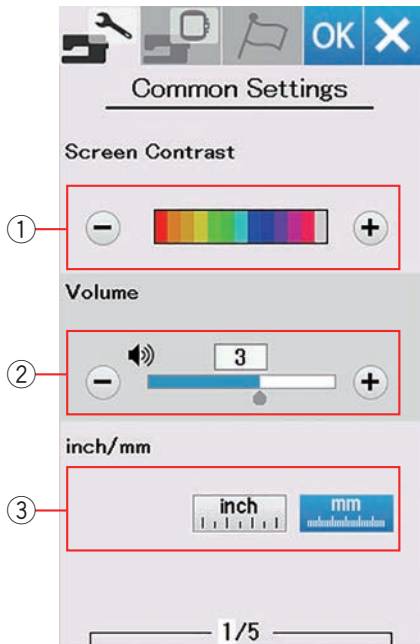 OK
Common Settings
Screen Contrast
1
Volume
3
2
inch/mm
3
inch
mm
1/5